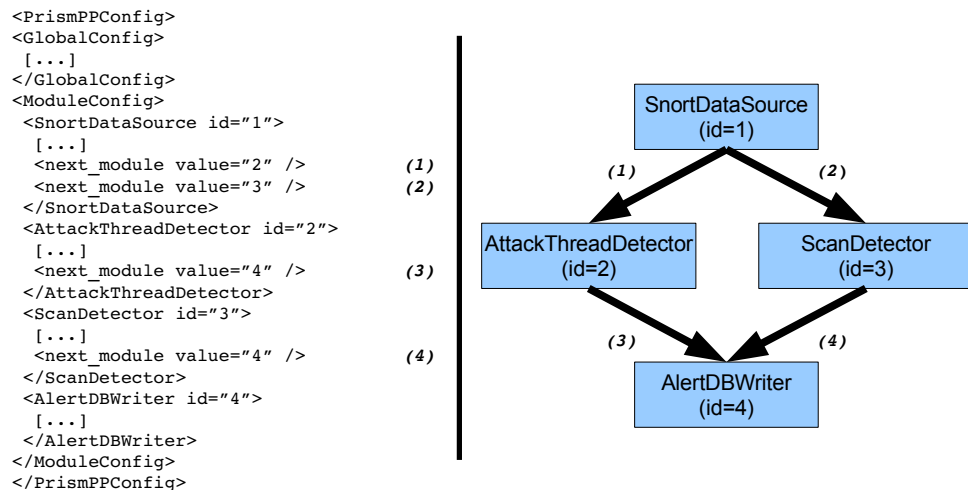 <PrismPPConfig>
<GlobalConfig>
[...]
</GlobalConfig>
<ModuleConfig>
<SnortDataSource id=”1”>
[...]
<next_module value=”2” /> (1)
<next_module value=”3” /> (2)
</SnortDataSource>
<AttackThreadDetector id=”2”>
[...]
<next_module value=”4” /> (3)
</AttackThreadDetector>
<ScanDetector id=”3”>
[...]
<next_module value=”4” /> (4)
</ScanDetector>
<AlertDBWriter id=”4”>
[...]
</AlertDBWriter>
</ModuleConfig>
</PrismPPConfig>
SnortDataSource
(id=1)
(1) (2)
AttackThreadDetector
(id=2)
ScanDetector
(id=3)
(3) (4)
AlertDBWriter
(id=4)